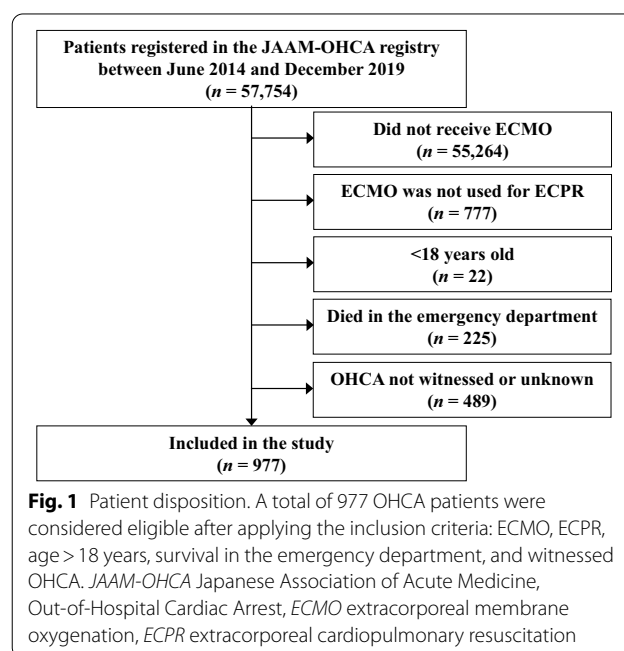 Patients registered in the JAAM-OHCA registry
between June 2014 and December 2019
(n = 57,754)
Did not receive ECMO
(n = 55,264)
ECMO was not used for ECPR
(n = 777)
<18 years old
(n = 22)
Died in the emergency department
(n = 225)
OHCA not witnessed or unknown
(n = 489)
Included in the study
(n = 977)
Fig. 1 Patient disposition. A total of 977 OHCA patients were
considered eligible after applying the inclusion criteria: ECMO, ECPR,
age > 18 years, survival in the emergency department, and witnessed
OHCA. JAAM-OHCA Japanese Association of Acute Medicine,
Out-of-Hospital Cardiac Arrest, ECMO extracorporeal membrane
oxygenation, ECPR extracorporeal cardiopulmonary resuscitation